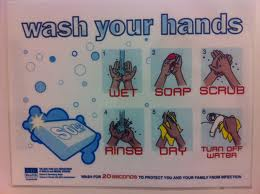 wash your hands
1 2 3
WET SOAP SCRUB
SOAP
4 5 6
RINSE DRY TURN OFF
WATER
WASH FOR 20 SECONDS TO PROTECT YOU AND YOUR FAMILY FROM INFECTION